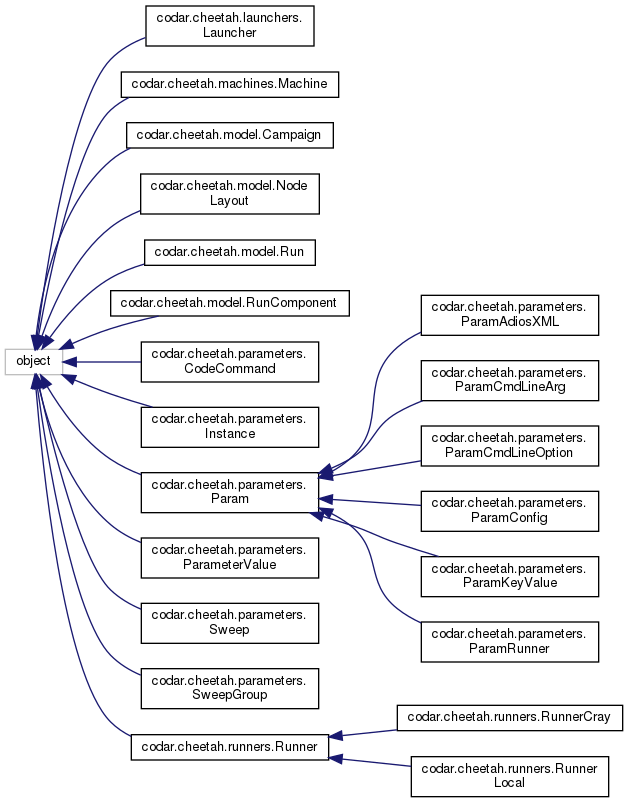 codar.cheetah.launchers.
Launcher
codar.cheetah.machines.Machine
codar.cheetah.model.Campaign
codar.cheetah.model.Node
Layout
codar.cheetah.model.Run
codar.cheetah.model.RunComponent
object
codar.cheetah.parameters.
CodeCommand
codar.cheetah.parameters.
Instance
codar.cheetah.parameters.
Param
codar.cheetah.parameters.
ParameterValue
codar.cheetah.parameters.
Sweep
codar.cheetah.parameters.
SweepGroup
codar.cheetah.runners.Runner
codar.cheetah.parameters.
ParamAdiosXML
codar.cheetah.parameters.
ParamCmdLineArg
codar.cheetah.parameters.
ParamCmdLineOption
codar.cheetah.parameters.
ParamConfig
codar.cheetah.parameters.
ParamKeyValue
codar.cheetah.parameters.
ParamRunner
codar.cheetah.runners.RunnerCray
codar.cheetah.runners.Runner
Local